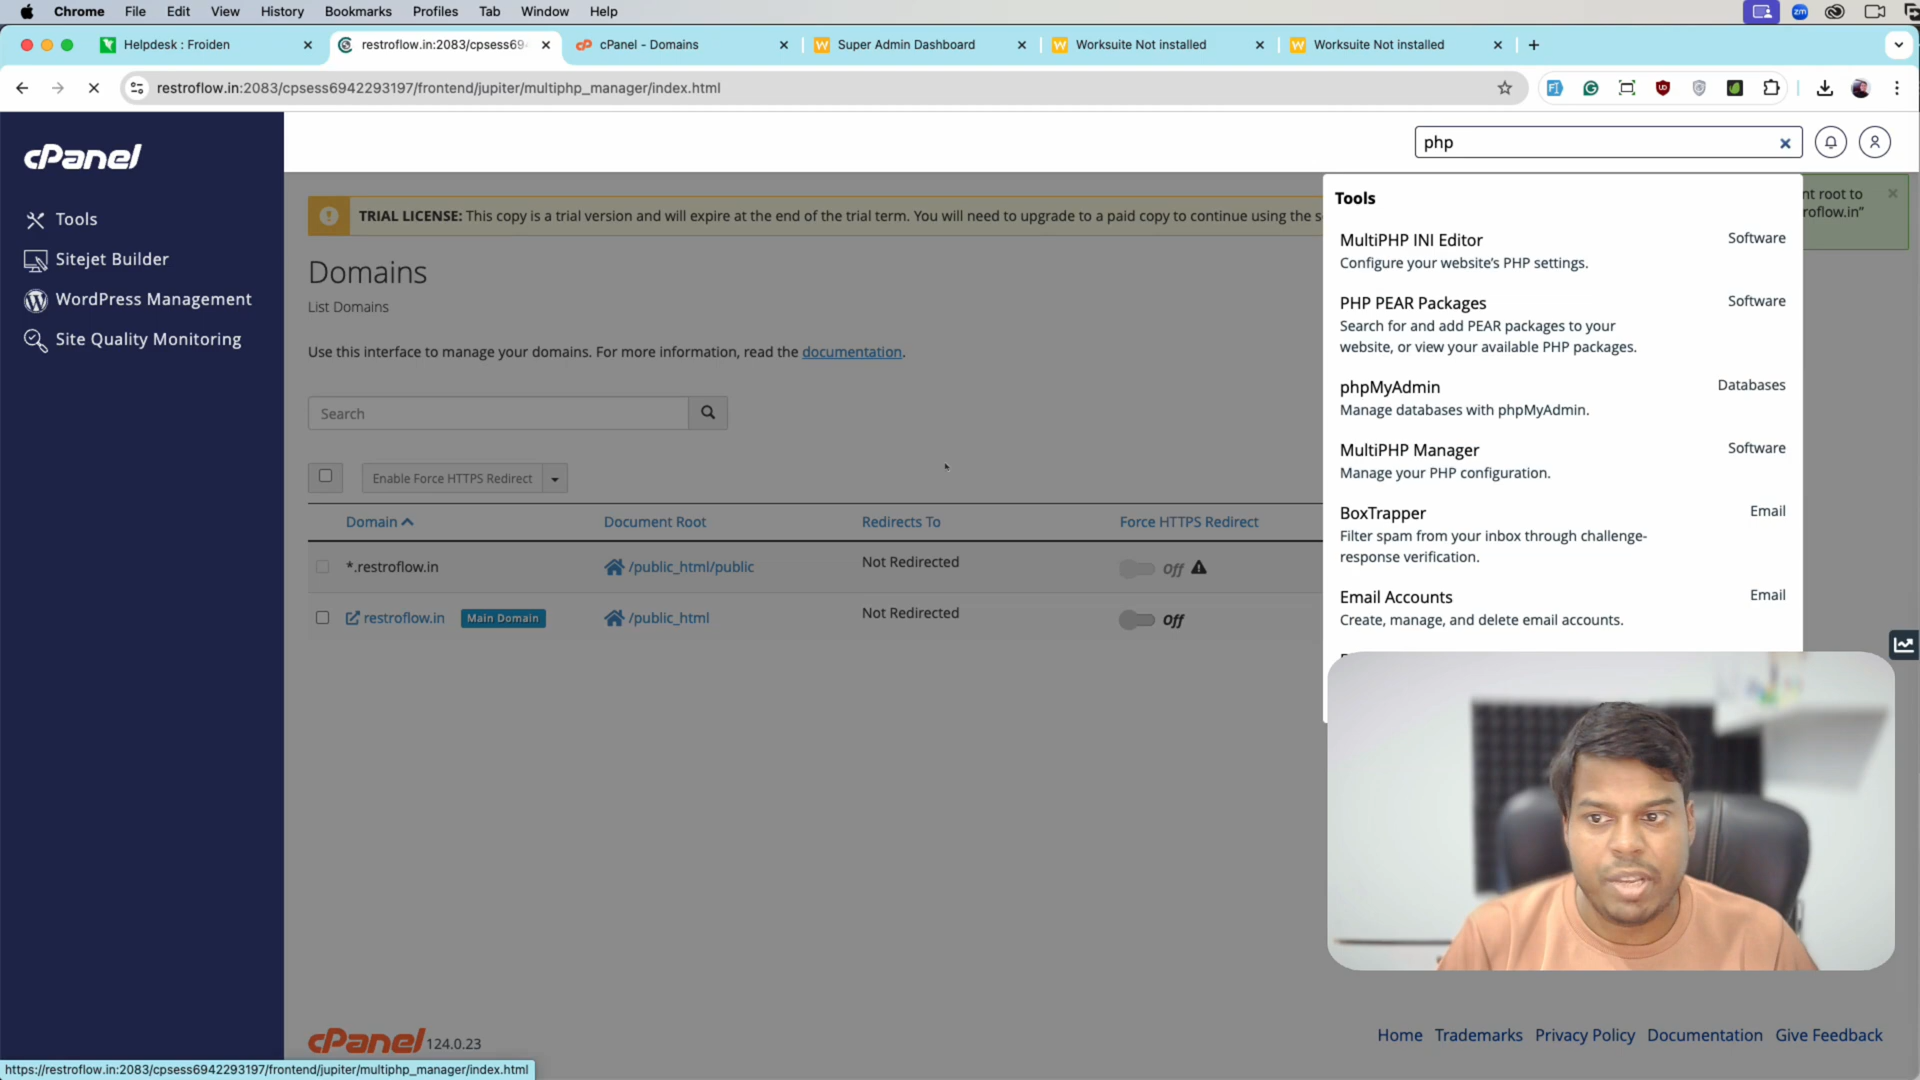 Chrome File Edit View History Bookmarks Profiles Tab Window Help
zm
Helpdesk : Froiden
restroflow.in:2083/cpsess69
cPanel - Domains
Super Admin Dashboard
Worksuite Not installed
Worksuite Not installed
restroflow.in:2083/cpsess6942293197/frontend/jupiter/multiphp_manager/index.html
cPanel
php
Tools
Sitejet Builder
WordPress Management
Site Quality Monitoring
TRIAL LICENSE: This copy is a trial version and will expire at the end of the trial term. You will need to upgrade to a paid copy to continue using the s
nt root to
roflow.in”
Domains
List Domains
Use this interface to manage your domains. For more information, read the documentation.
Search
Enable Force HTTPS Redirect
Domain Document Root Redirects To Force HTTPS Redirect
*.restroflow.in /public_html/public Not Redirected Off
restroflow.in Main Domain /public_html Not Redirected Off
Tools
MultiPHP INI Editor Software
Configure your website’s PHP settings.
PHP PEAR Packages Software
Search for and add PEAR packages to your
website, or view your available PHP packages.
phpMyAdmin Databases
Manage databases with phpMyAdmin.
MultiPHP Manager Software
Manage your PHP configuration.
BoxTrapper Email
Filter spam from your inbox through challenge-
response verification.
Email Accounts Email
Create, manage, and delete email accounts.
cPanel 124.0.23
Home Trademarks Privacy Policy Documentation Give Feedback
https://restroflow.in:2083/cpsess6942293197/frontend/jupiter/multiphp_manager/index.html